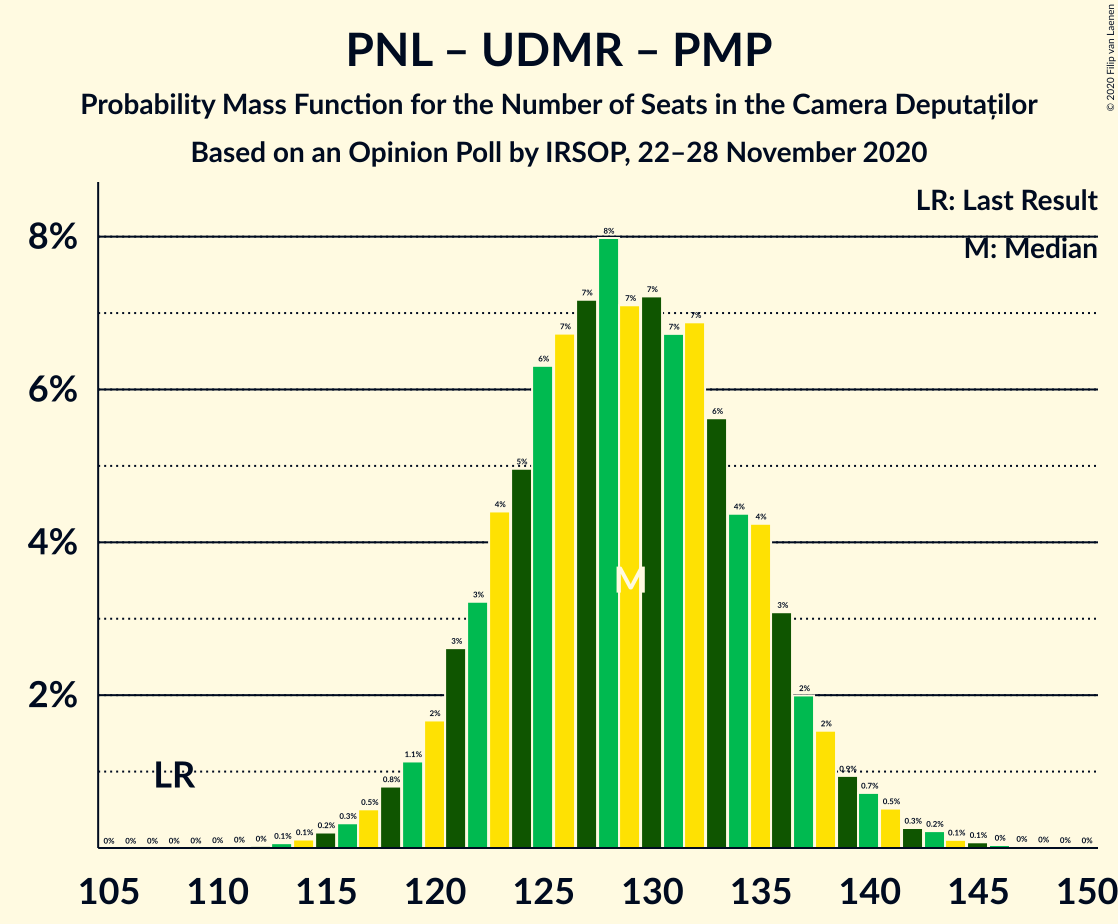 PNL – UDMR – PMP
Probability Mass Function for the Number of Seats in the Camera Deputaților
Based on an Opinion Poll by IRSOP, 22–28 November 2020
© 2020 Filip van Laenen
LR: Last Result
M: Median
8%
6%
4%
2%
0% 0% 0% 0% 0% 0% 0% 0% 0.1% 0.1% 0.2% 0.3% 0.5% 0.8% 1.1% 2% 3% 3% 4% 5% 6% 7% 7% 8% 7% 7% 7% 7% 6% 4% 4% 3% 2% 2% 0.9% 0.7% 0.5% 0.3% 0.2% 0.1% 0.1% 0% 0% 0% 0% 0%
M
LR
105 110 115 120 125 130 135 140 145 150